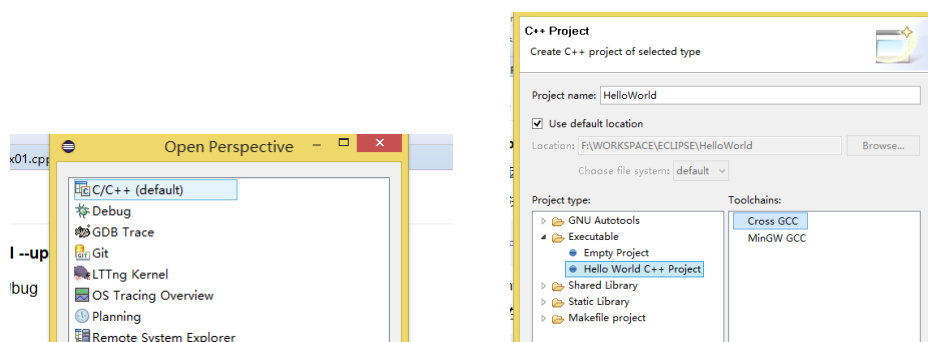 Open Perspective
x01.cpp
C/C++ (default)
Debug
GDB Trace
l --up
Git
LTTng Kernel
bug
OS Tracing Overview
Planning
Remote System Explorer
C++ Project
Create C++ project of selected type
Project name: HelloWorld
Use default location
Location: F:\WORKSPACE\ECLIPSE\HelloWorld Browse...
Choose file system: default
Project type: Toolchains:
GNU Autotools Cross GCC
Executable MinGW GCC
Empty Project
Hello World C++ Project
Shared Library
Static Library
Makefile project